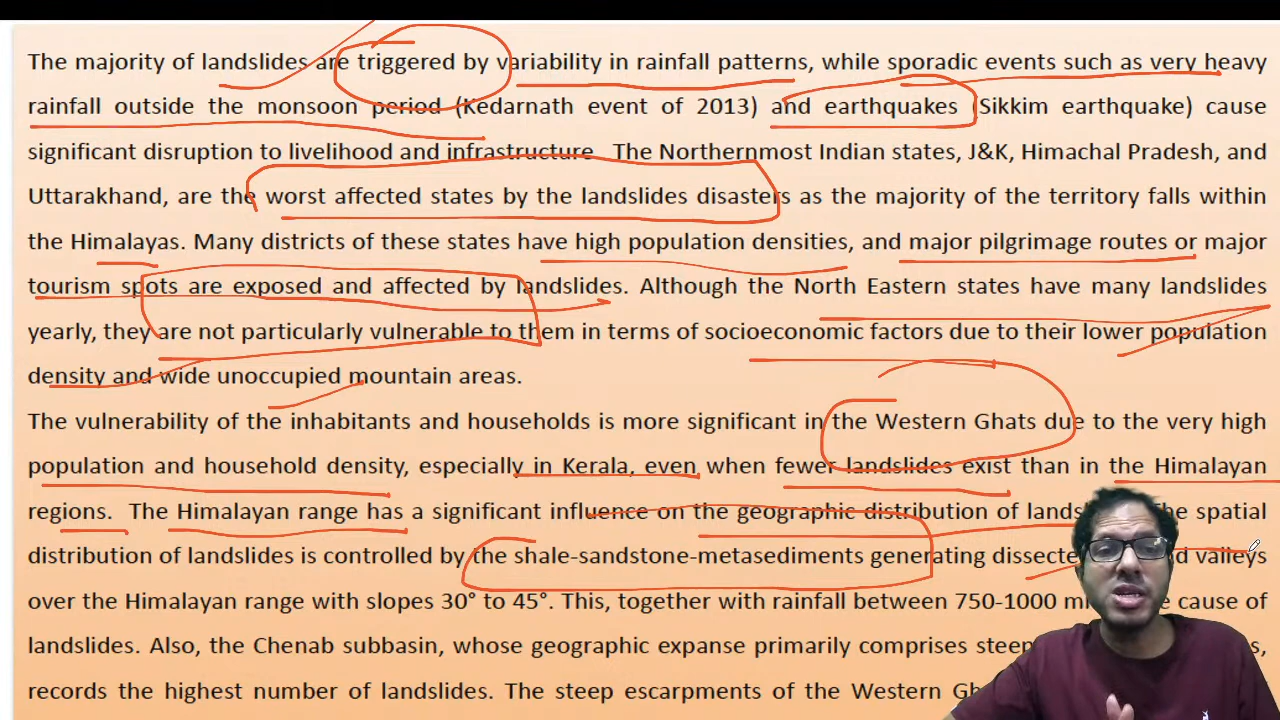 The majority of landslides are triggered by variability in rainfall patterns, while sporadic events such as very heavy
rainfall outside the monsoon period (Kedarnath event of 2013) and earthquakes (Sikkim earthquake) cause
significant disruption to livelihood and infrastructure. The Northernmost Indian states, J&K, Himachal Pradesh, and
Uttarakhand, are the worst affected states by the landslides disasters as the majority of the territory falls within
the Himalayas. Many districts of these states have high population densities, and major pilgrimage routes or major
tourism spots are exposed and affected by landslides. Although the North Eastern states have many landslides
yearly, they are not particularly vulnerable to them in terms of socioeconomic factors due to their lower population
density and wide unoccupied mountain areas.
The vulnerability of the inhabitants and households is more significant in the Western Ghats due to the very high
population and household density, especially in Kerala, even when fewer landslides exist than in the Himalayan
regions. The Himalayan range has a significant influence on the geographic distribution of spatial
distribution of landslides is controlled by the shale-sandstone-metasediments generating valleys
over the Himalayan range with slopes 30° to 45°. This, together with rainfall between 750-1000 cause of
landslides. Also, the Chenab subbasin, whose geographic expanse primarily comprises
records the highest number of landslides. The steep escarpments of the Western